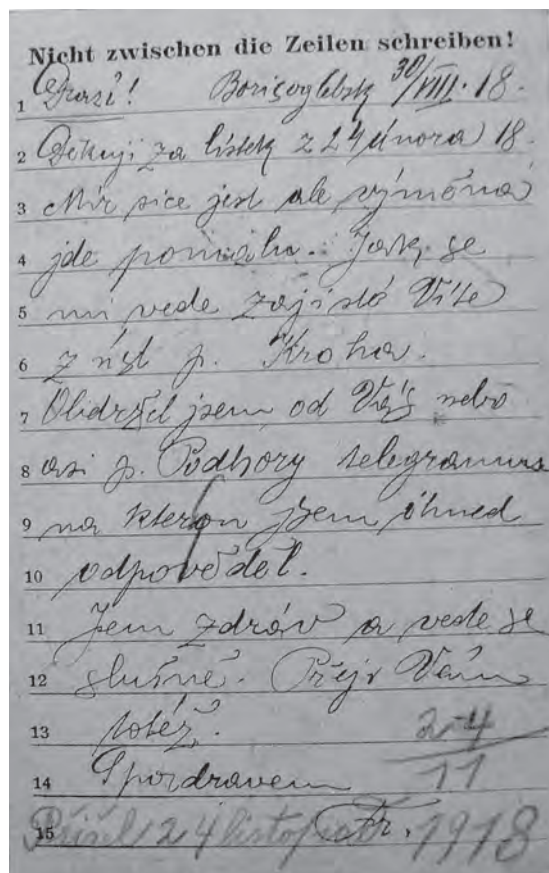 Nicht zwischen die Zeilen schreiben!
1 Drazí! Borisoglebsk 30/VIII. 18.
2 Děkuji za lístek z 24 února 18.
3 Mír sice jest ale výměna
4 jde pomalu. Jak se
5 mi vede zajisté Víte
6 z úst p. Kroha.
7 Obdržel jsem od Vás nebo
8 asi p. Podhory telegramm
9 na kterou jsem ihned
10 odpověděl.
11 Jsem zdráv a vede se
12 slušně. Přeji Vám
13 totéž. 24
14 S pozdravem 11
15 Fr.
Přišel 24 listopadu 1918